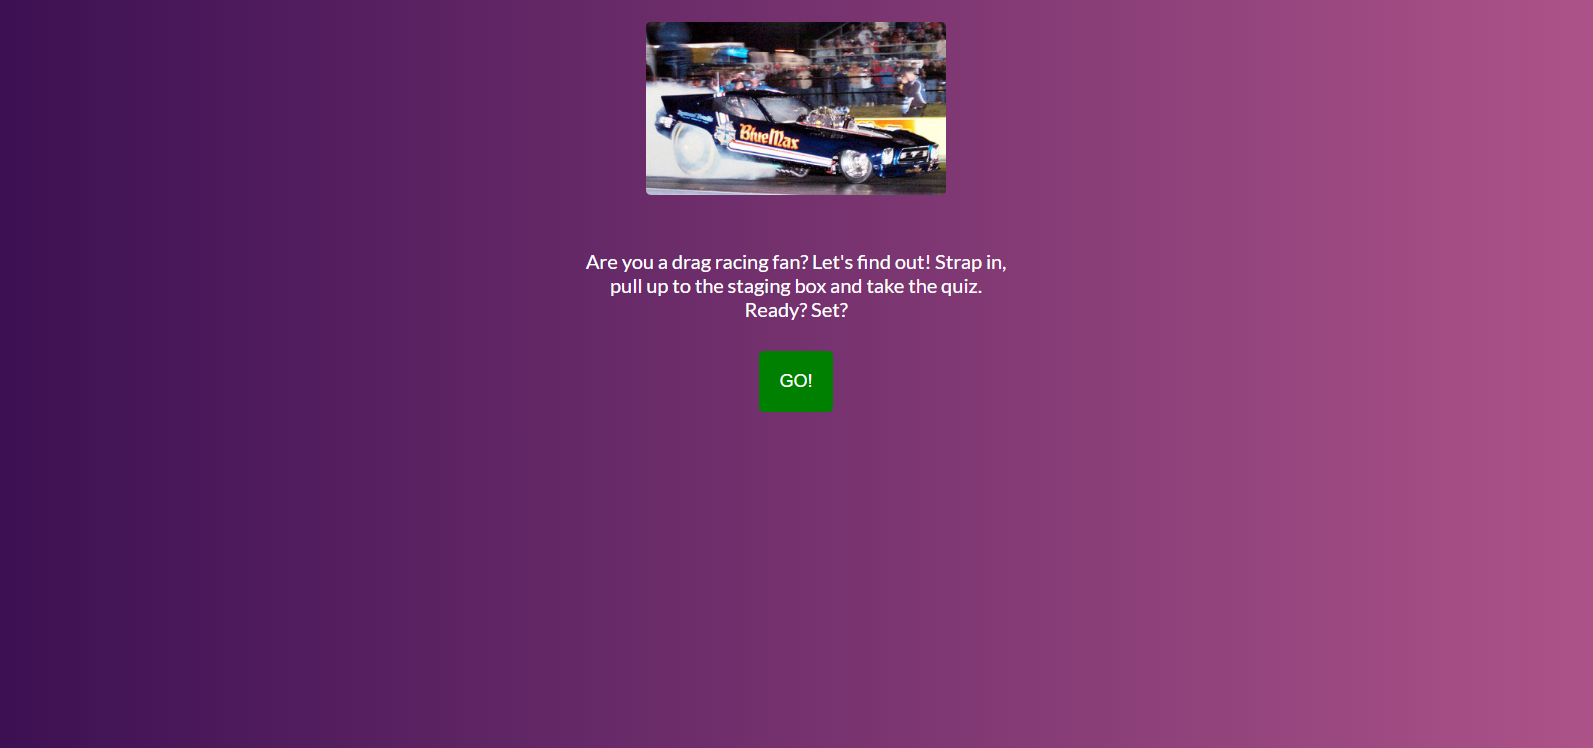 BlueMax
Are you a drag racing fan? Let's find out! Strap in,
pull up to the staging box and take the quiz.
Ready? Set?
GO!